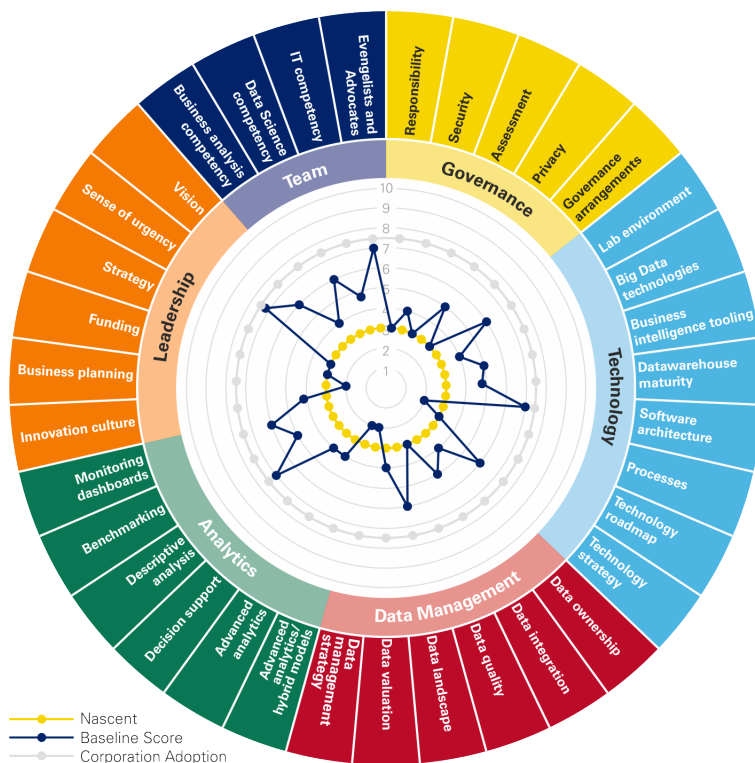 Evengelists and
Advocates
IT competency
Data Science
competency
Business analysis
competency
Team
Responsibility
Security
Assessment
Privacy
Governance
arrangements
Governance
Lab environment
Big Data
technologies
Business
intelligence tooling
Datawarehouse
maturity
Software
architecture
Processes
Technology
roadmap
Technology
strategy
Technology
Data ownership
Data integration
Data quality
Data landscape
Data valuation
Data
management
strategy
Data Management
Advanced
analytics/
hybrid models
Advanced
analytics
Decision support
Descriptive
analysis
Benchmarking
Monitoring
dashboards
Analytics
Innovation culture
Business planning
Funding
Strategy
Sense of urgency
Vision
Leadership
10
9
8
7
6
5
4
2
1
Nascent
Baseline Score
Corporation Adoption